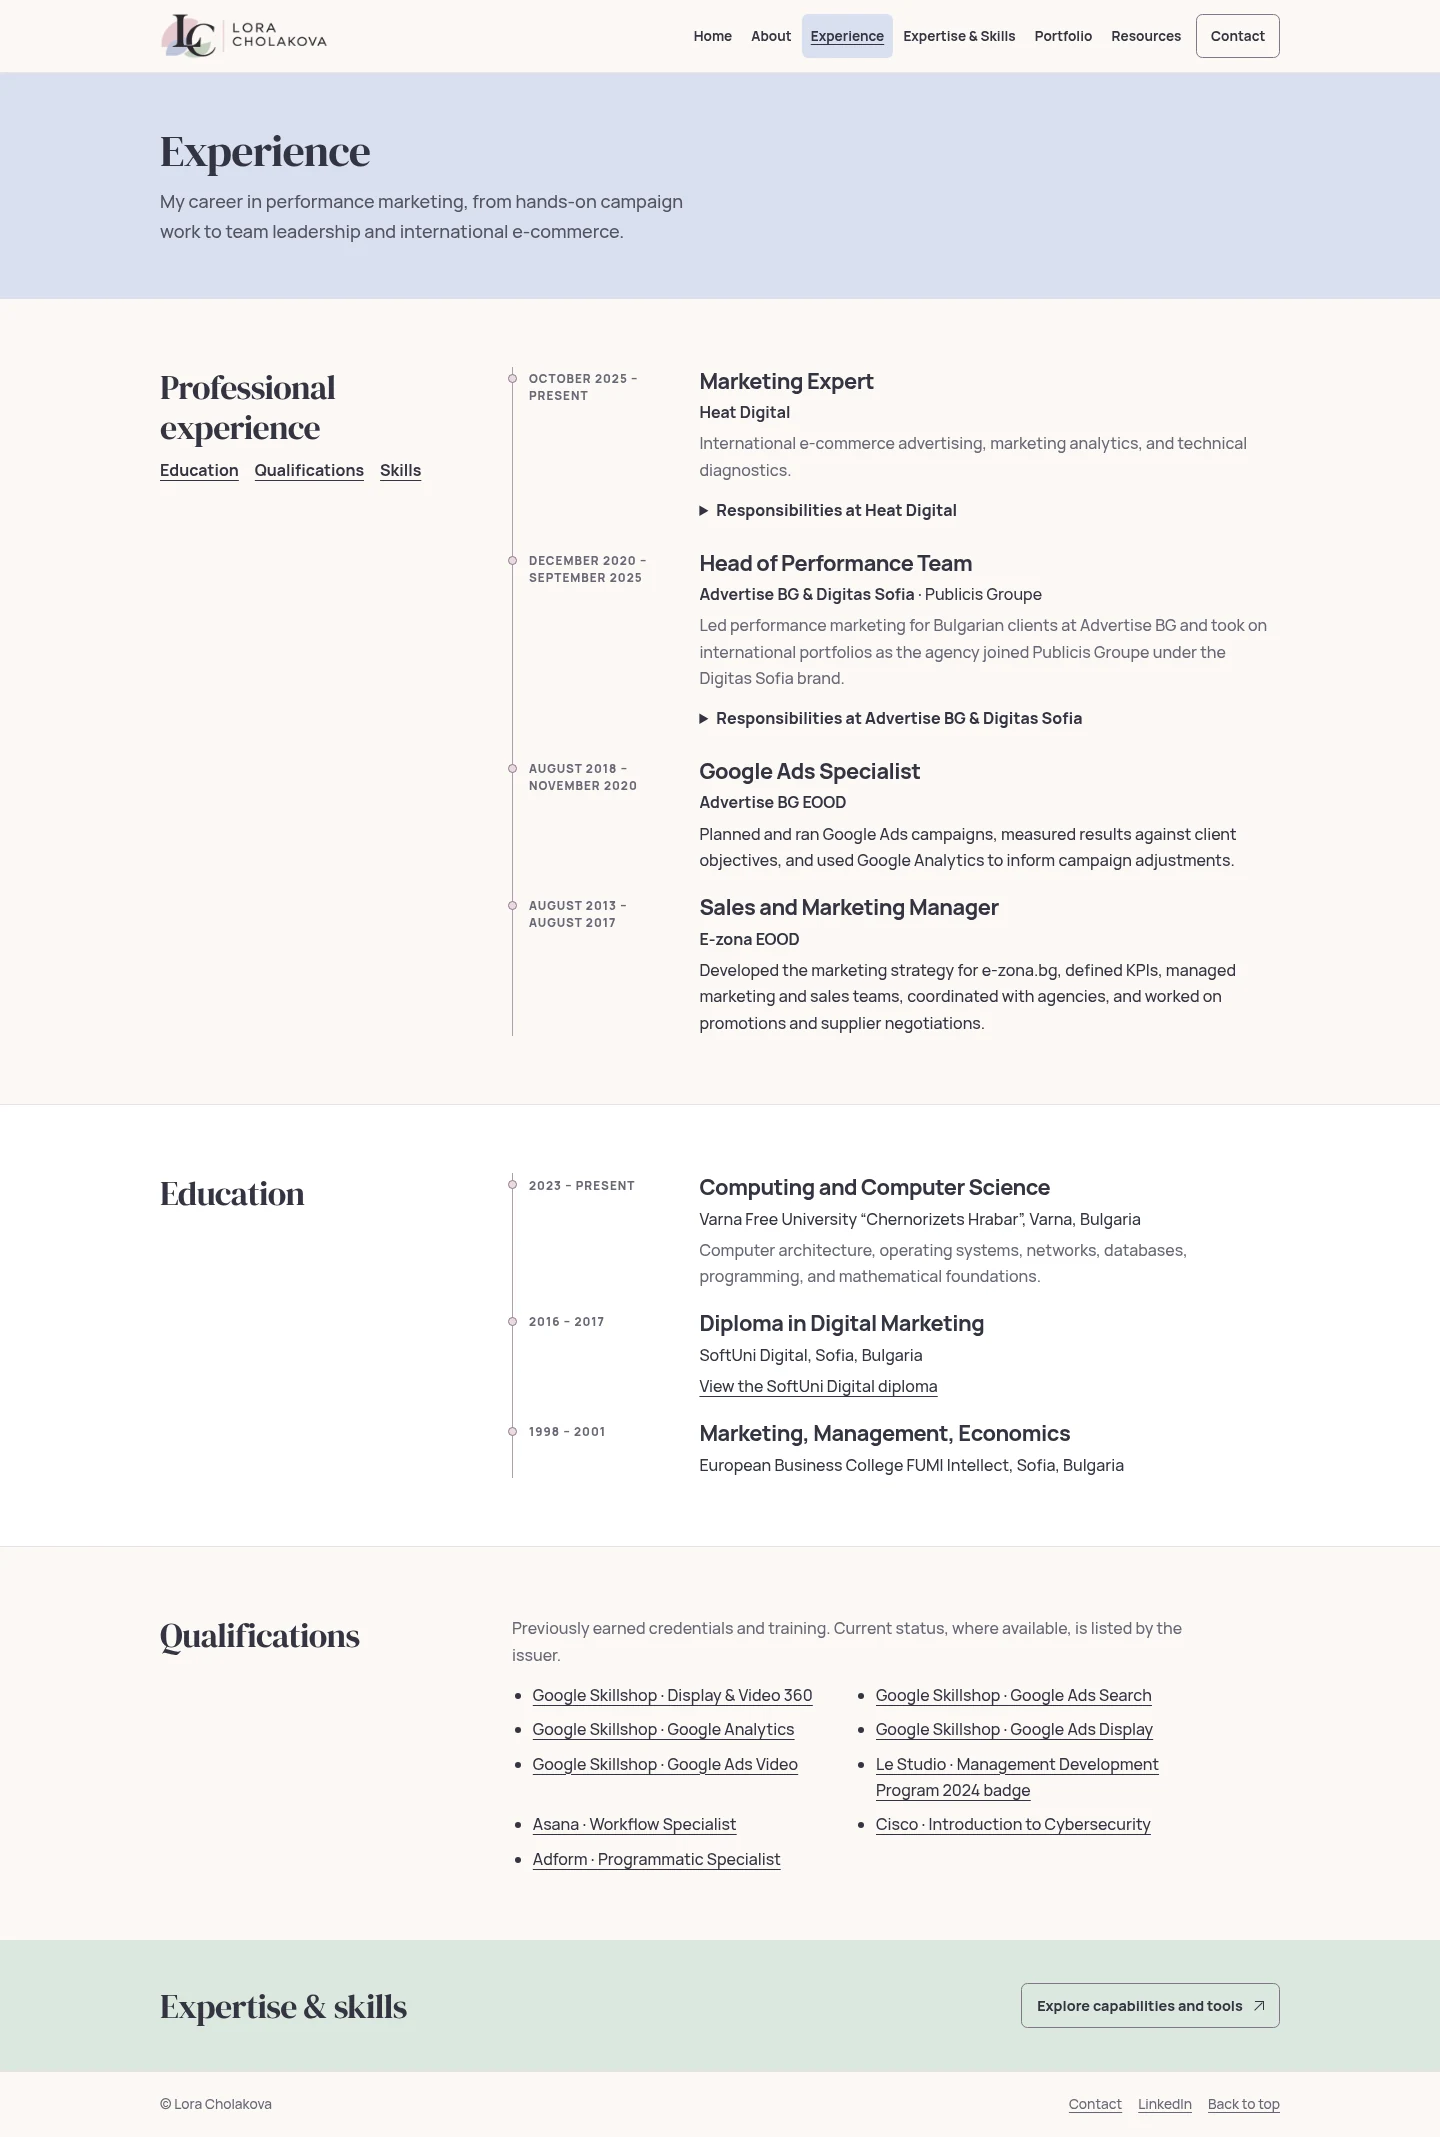 LC LORA
CHOLAKOVA
Home About Experience Expertise & Skills Portfolio Resources Contact
Experience
My career in performance marketing, from hands-on campaign
work to team leadership and international e-commerce.
Professional
experience
Education Qualifications Skills
OCTOBER 2025 –
PRESENT
Marketing Expert
Heat Digital
International e-commerce advertising, marketing analytics, and technical
diagnostics.
Responsibilities at Heat Digital
DECEMBER 2020 –
SEPTEMBER 2025
Head of Performance Team
Advertise BG & Digitas Sofia · Publicis Groupe
Led performance marketing for Bulgarian clients at Advertise BG and took on
international portfolios as the agency joined Publicis Groupe under the
Digitas Sofia brand.
Responsibilities at Advertise BG & Digitas Sofia
AUGUST 2018 –
NOVEMBER 2020
Google Ads Specialist
Advertise BG EOOD
Planned and ran Google Ads campaigns, measured results against client
objectives, and used Google Analytics to inform campaign adjustments.
AUGUST 2013 –
AUGUST 2017
Sales and Marketing Manager
E-zona EOOD
Developed the marketing strategy for e-zona.bg, defined KPIs, managed
marketing and sales teams, coordinated with agencies, and worked on
promotions and supplier negotiations.
Education
2023 – PRESENT
Computing and Computer Science
Varna Free University “Chernorizets Hrabar”, Varna, Bulgaria
Computer architecture, operating systems, networks, databases,
programming, and mathematical foundations.
2016 – 2017
Diploma in Digital Marketing
SoftUni Digital, Sofia, Bulgaria
View the SoftUni Digital diploma
1998 – 2001
Marketing, Management, Economics
European Business College FUMI Intellect, Sofia, Bulgaria
Qualifications
Previously earned credentials and training. Current status, where available, is listed by the
issuer.
Google Skillshop · Display & Video 360
Google Skillshop · Google Ads Search
Google Skillshop · Google Analytics
Google Skillshop · Google Ads Display
Google Skillshop · Google Ads Video
Le Studio · Management Development
Program 2024 badge
Asana · Workflow Specialist
Cisco · Introduction to Cybersecurity
Adform · Programmatic Specialist
Expertise & skills
Explore capabilities and tools
© Lora Cholakova
Contact LinkedIn Back to top